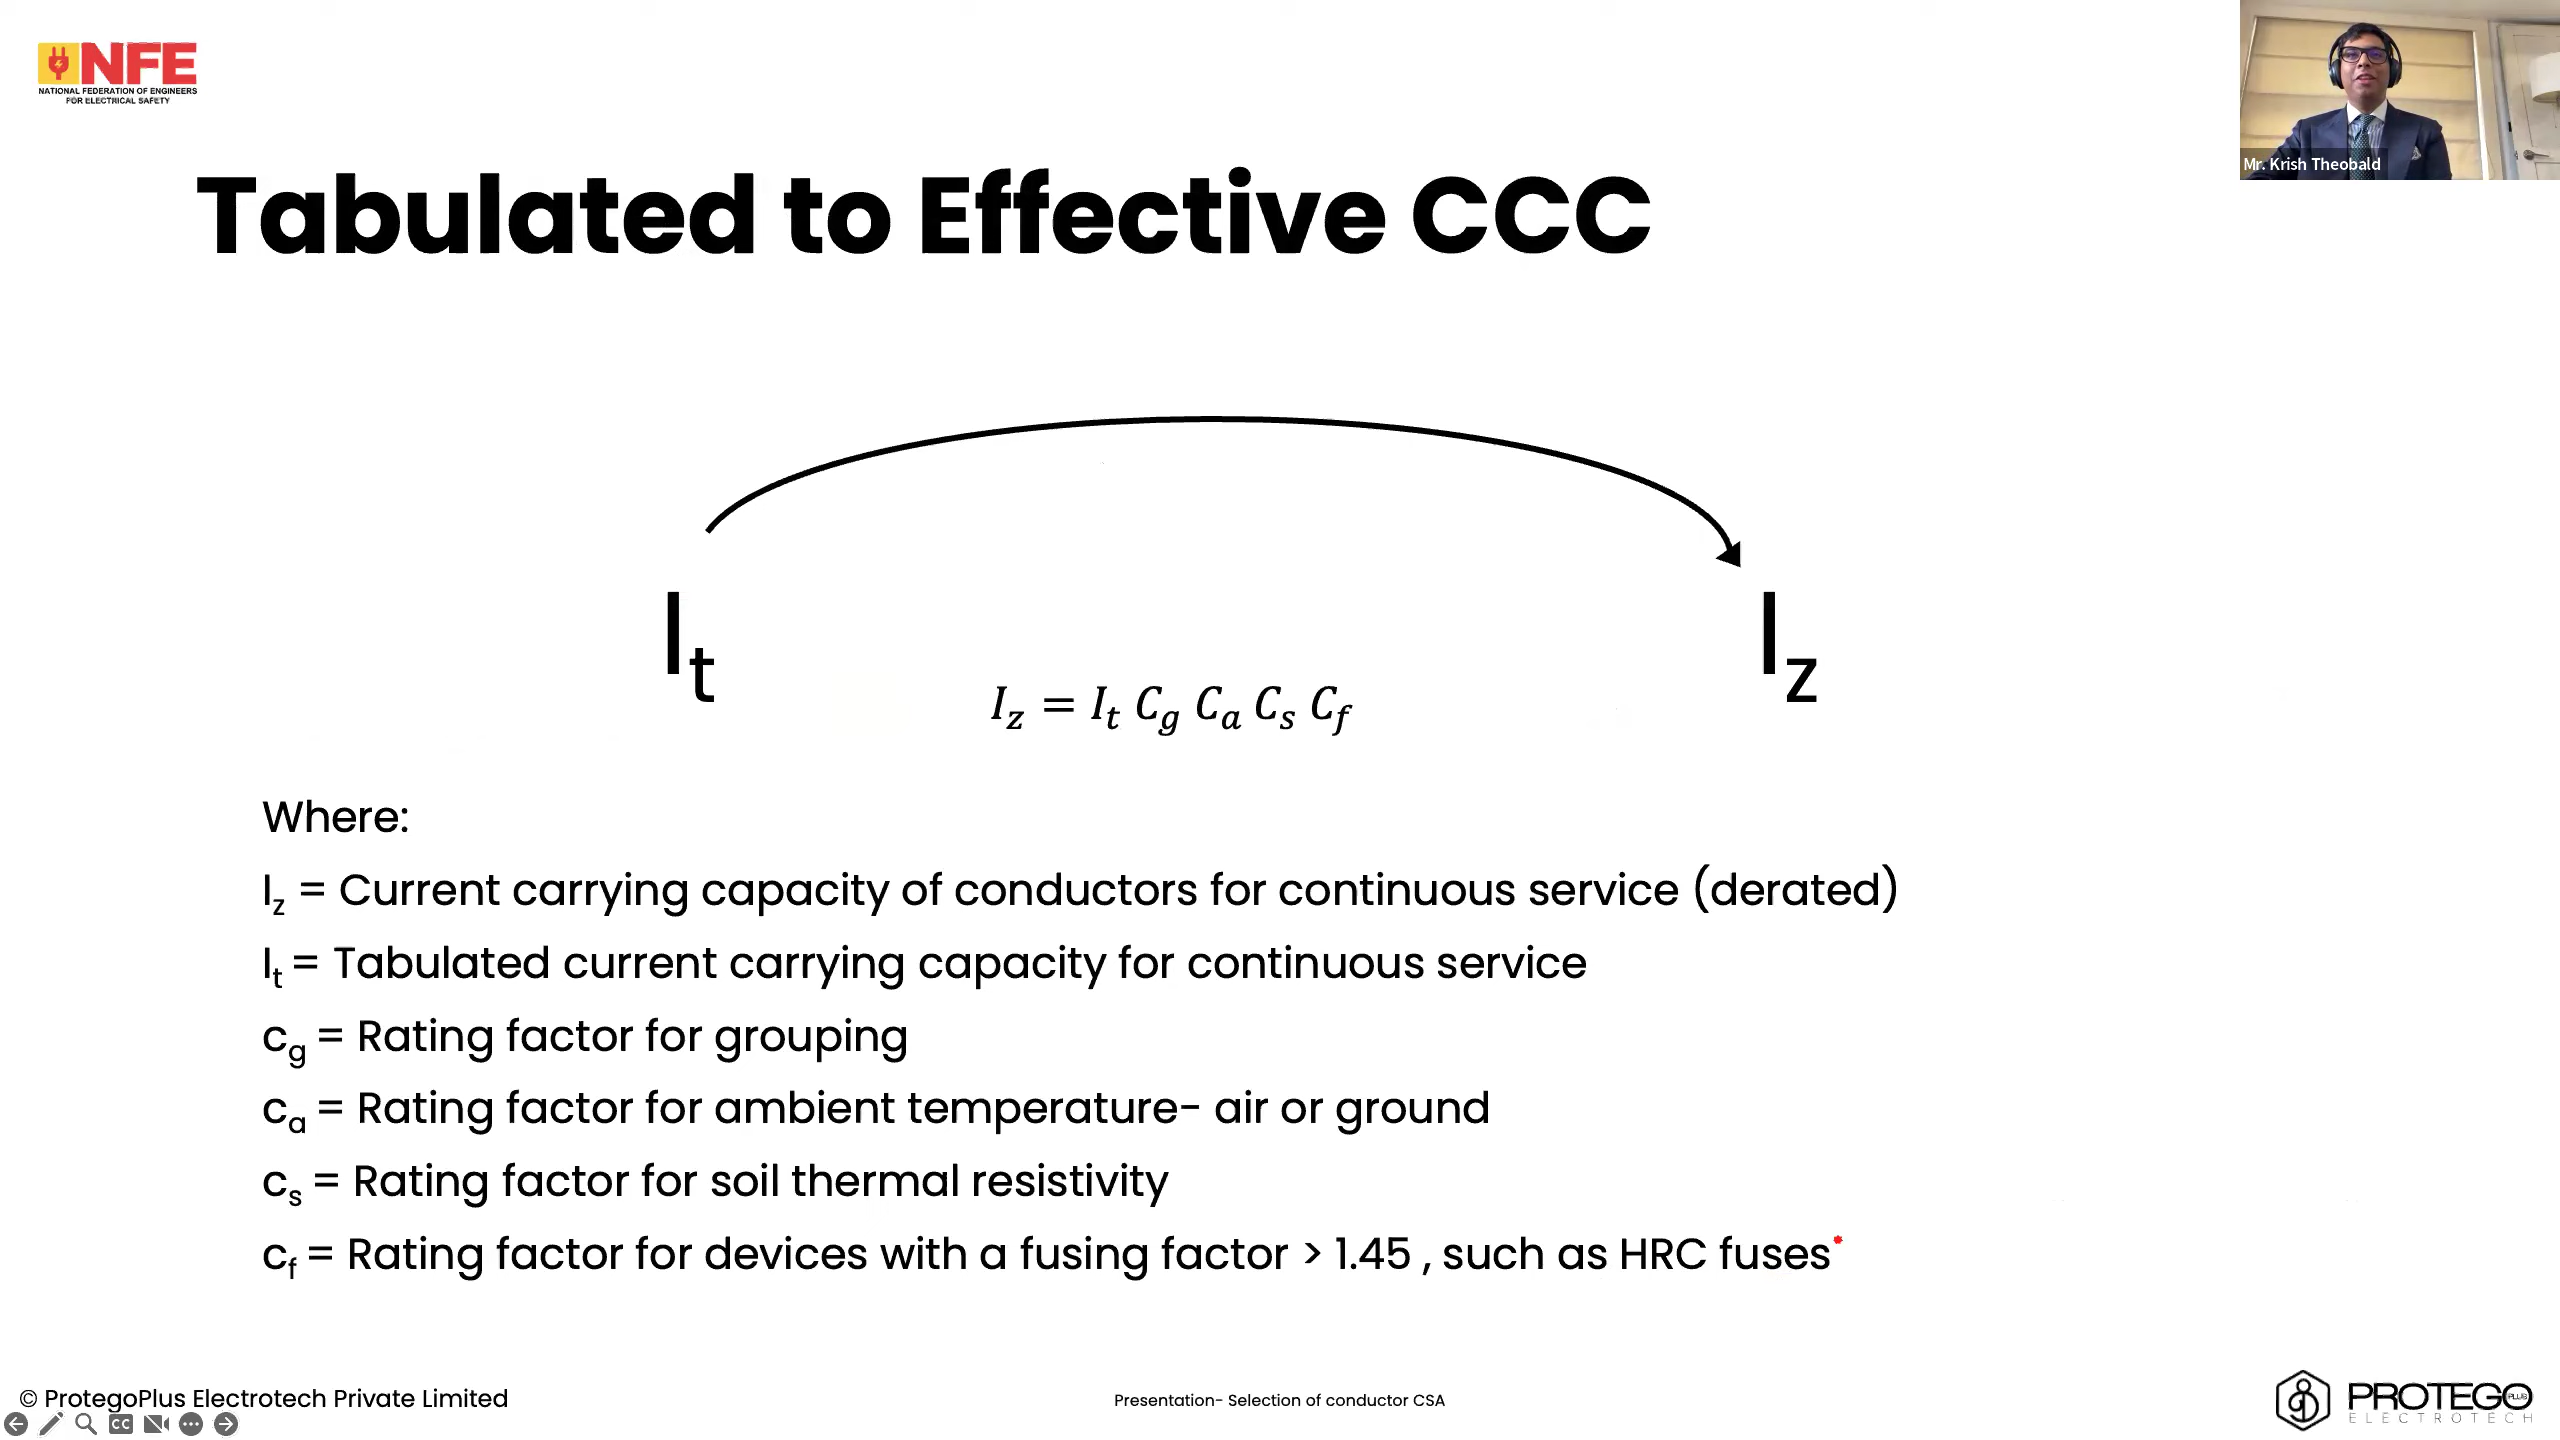 NFE
NATIONAL FEDERATION OF ENGINEERS
FOR ELECTRICAL SAFETY
Mr. Krish Theobald
Tabulated to Effective CCC
I_t
I_z
I_z = I_t C_g C_a C_s C_f
Where:
I_z = Current carrying capacity of conductors for continuous service (derated)
I_t = Tabulated current carrying capacity for continuous service
c_g = Rating factor for grouping
c_a = Rating factor for ambient temperature- air or ground
c_s = Rating factor for soil thermal resistivity
c_f = Rating factor for devices with a fusing factor > 1.45 , such as HRC fuses
© ProtegoPlus Electrotech Private Limited
Presentation- Selection of conductor CSA
PROTEGO PLUS
ELECTROTECH
CC